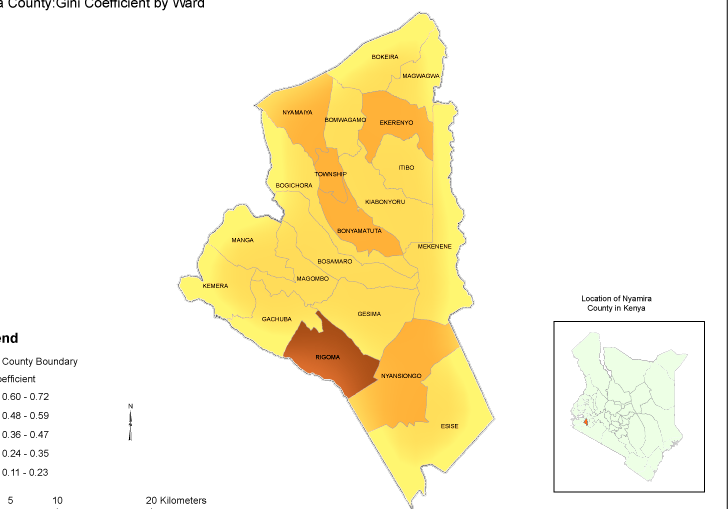 a County:Gini Coefficient by Ward
BOKEIRA
MAGWAGWA
NYAMAIYA
BOMWAGAMO
EKERENYO
ITIBO
TOWNSHIP
BOGICHORA
KIABONYORU
BONYAMATUTA
MANGA
MEKENENE
BOSAMARO
MAGOMBO
KEMERA
GESIMA
GACHUBA
RIGOMA
NYANSIONGO
ESISE
Location of Nyamira
County in Kenya
end
County Boundary
oefficient
0.60 - 0.72
0.48 - 0.59
0.36 - 0.47
0.24 - 0.35
0.11 - 0.23
N
5 10 20 Kilometers